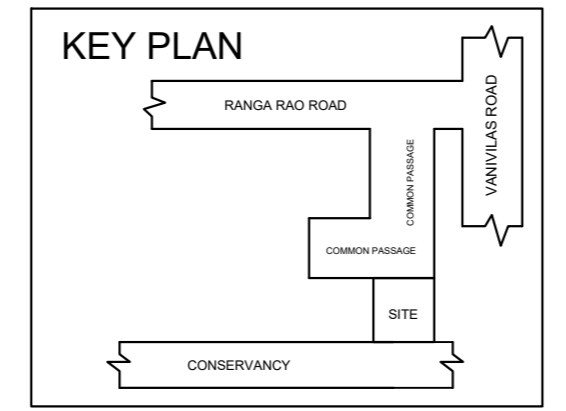 KEY PLAN
RANGA RAO ROAD
VANIVILAS ROAD
COMMON PASSAGE
COMMON PASSAGE
SITE
CONSERVANCY